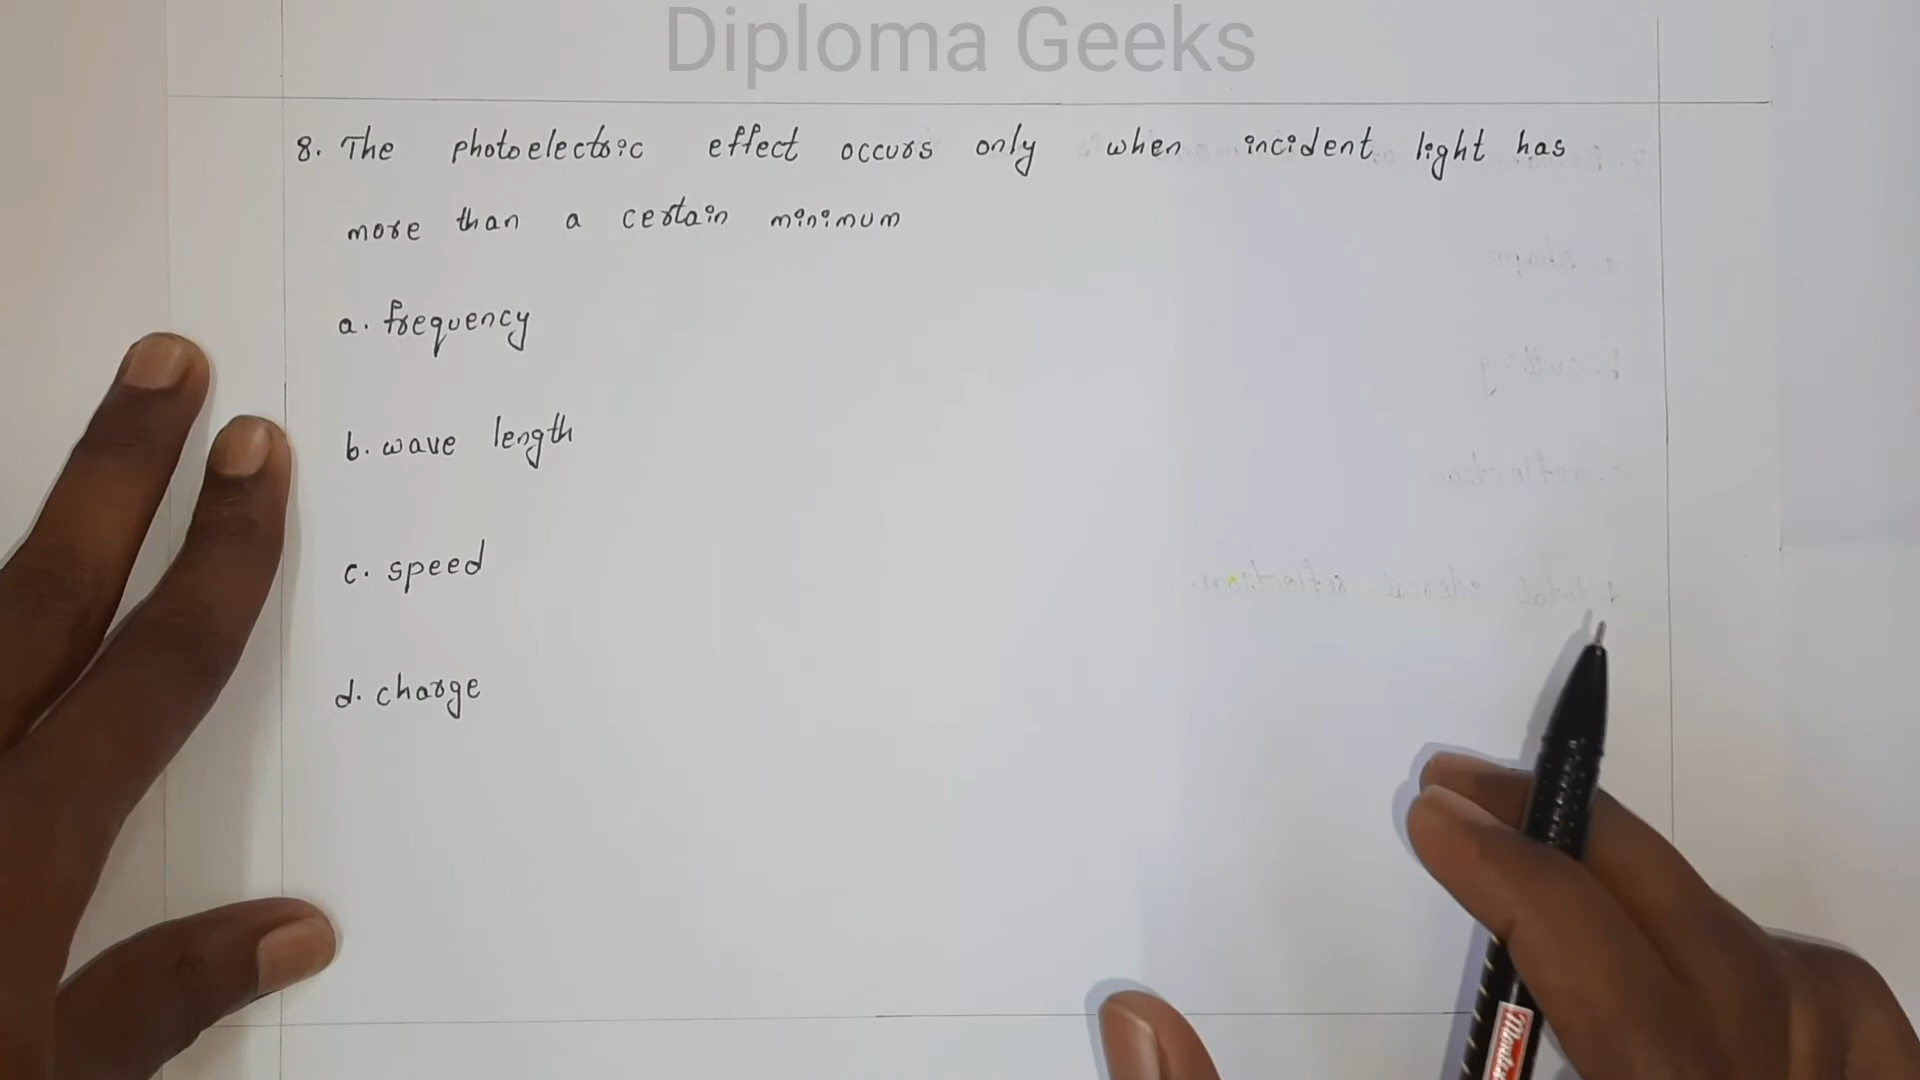 Diploma Geeks
8. The photoelectric effect occurs only when incident light has
more than a certain minimum
a. frequency
b. wave length
c. speed
d. charge